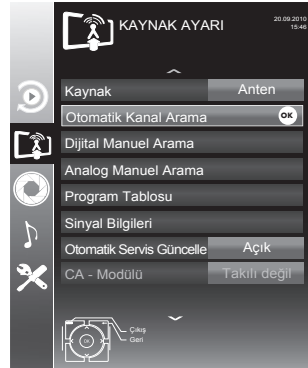 KAYNAK AYARI
20.09.2010
15:46
Kaynak Anten
Otomatik Kanal Arama OK
Dijital Manuel Arama
Analog Manuel Arama
Program Tablosu
Sinyal Bilgileri
Otomatik Servis Güncelle Açık
CA - Modülü Takılı değil
Çıkış
Geri
OK